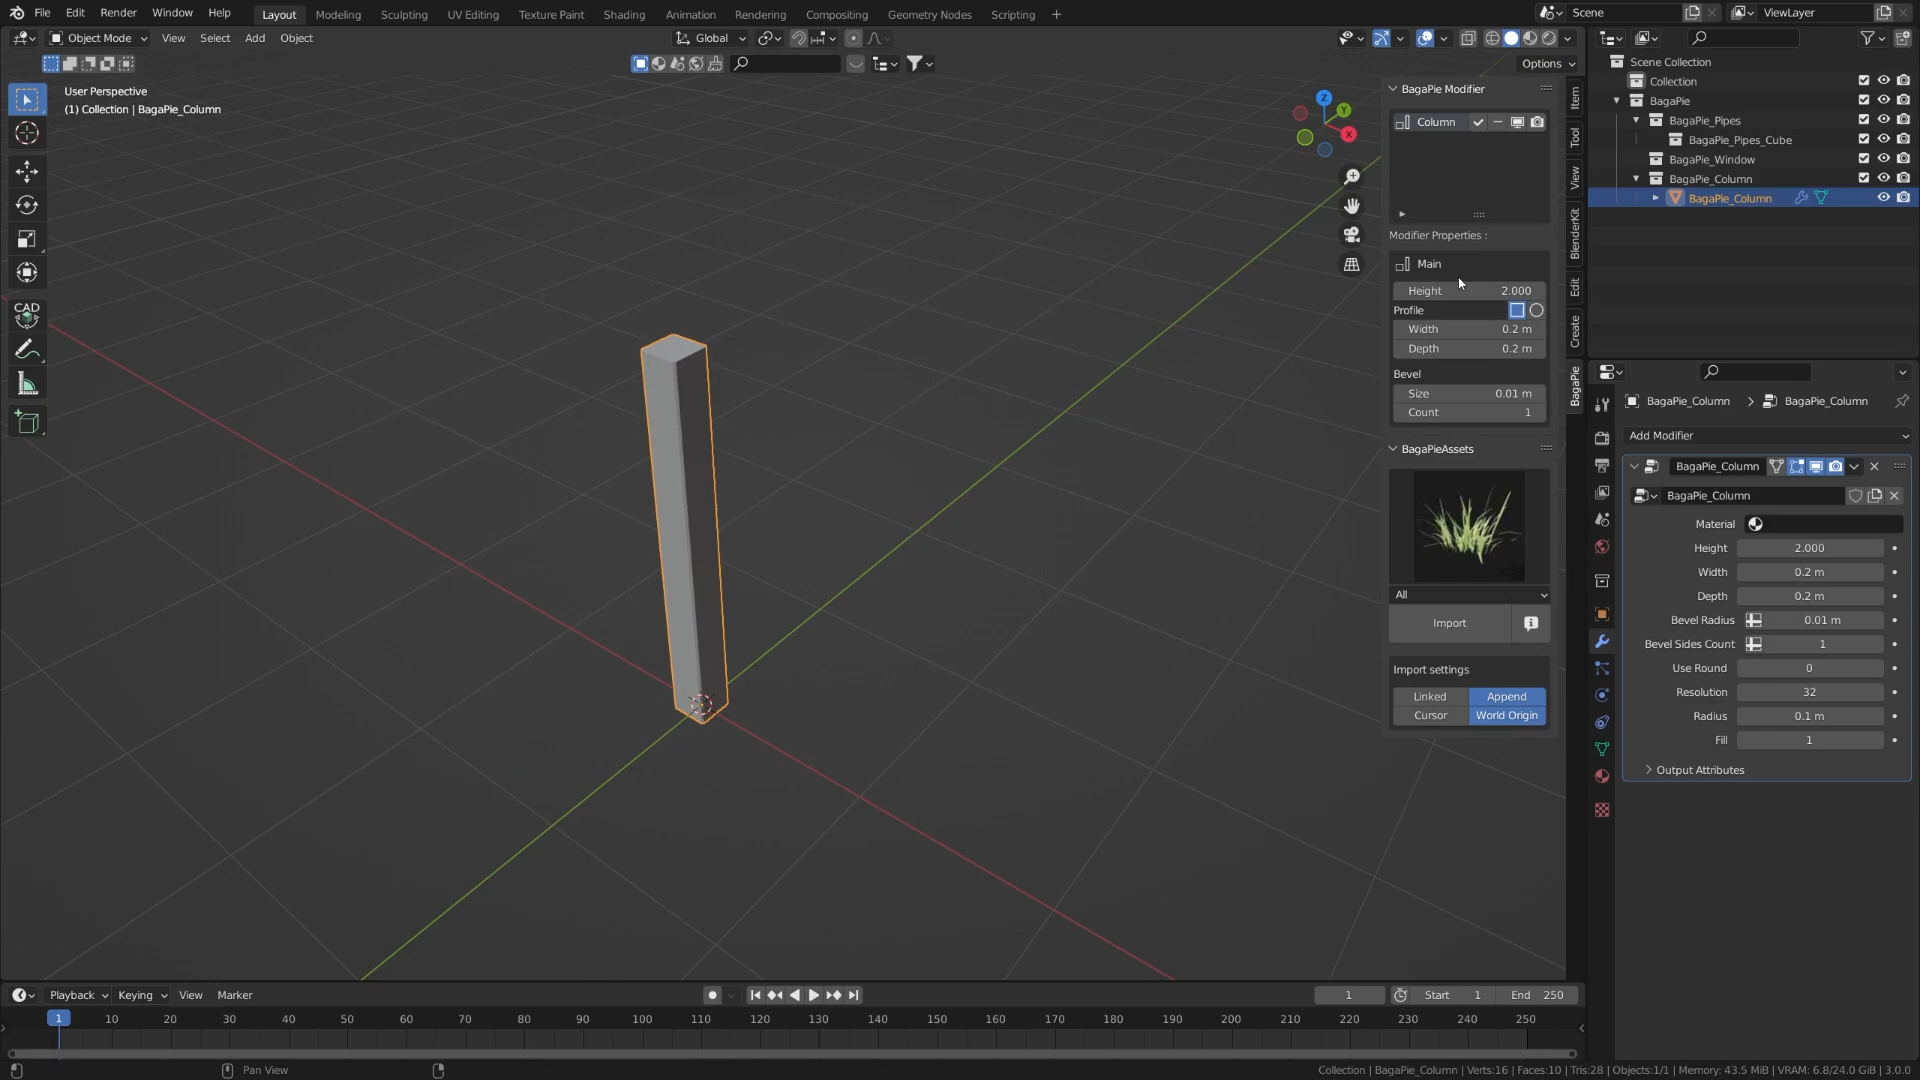 File Edit Render Window Help Layout Modeling Sculpting UV Editing Texture Paint Shading Animation Rendering Compositing Geometry Nodes Scripting + Scene ViewLayer
Object Mode View Select Add Object Global
Options
User Perspective
(1) Collection | BagaPie_Column
CAD
Z
Y
X
BagaPie Modifier
Column
Modifier Properties :
Main
Height 2.000
Profile
Width 0.2 m
Depth 0.2 m
Bevel
Size 0.01 m
Count 1
BagaPieAssets
All
Import
Import settings
Linked Append
Cursor World Origin
Item
Tool
View
BlenderKit
Edit
Create
BagaPie
Scene Collection
Collection
BagaPie
BagaPie_Pipes
BagaPie_Pipes_Cube
BagaPie_Window
BagaPie_Column
BagaPie_Column
BagaPie_Column > BagaPie_Column
Add Modifier
BagaPie_Column
BagaPie_Column
Material
Height 2.000
Width 0.2 m
Depth 0.2 m
Bevel Radius 0.01 m
Bevel Sides Count 1
Use Round 0
Resolution 32
Radius 0.1 m
Fill 1
Output Attributes
Playback Keying View Marker 1 Start 1 End 250
1 10 20 30 40 50 60 70 80 90 100 110 120 130 140 150 160 170 180 190 200 210 220 230 240 250
Pan View
Collection | BagaPie_Column | Verts:16 | Faces:10 | Tris:28 | Objects:1/1 | Memory: 43.5 MiB | VRAM: 6.8/24.0 GiB | 3.0.0